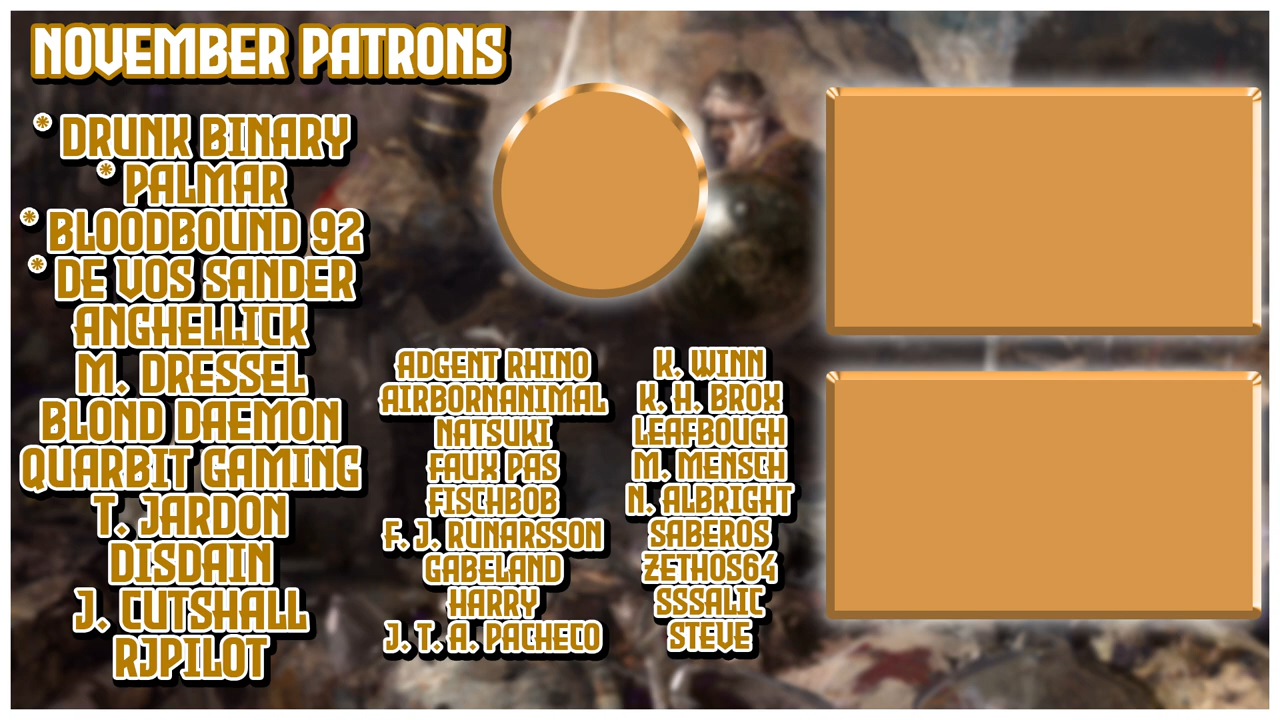 NOVEMBER PATRONS
* DRUNK BINARY
* PALMAR
* BLOODBOUND 92
* DE VOS SANDER
ANGHELLICK
M. DRESSEL
BLOND DAEMON
QUARBIT GAMING
T. JARDON
DISDAIN
J. CUTSHALL
RJPILOT
ADGENT RHINO
AIRBORNANIMAL
NATSUKI
FAUX PAS
FISCHBOB
F. J. RUNARSSON
GABELAND
HARRY
J. T. A. PACHECO
K. WINN
K. H. BROX
LEAFBOUGH
M. MENSCH
N. ALBRIGHT
SABEROS
ZETHOS64
SSSALIC
STEVE